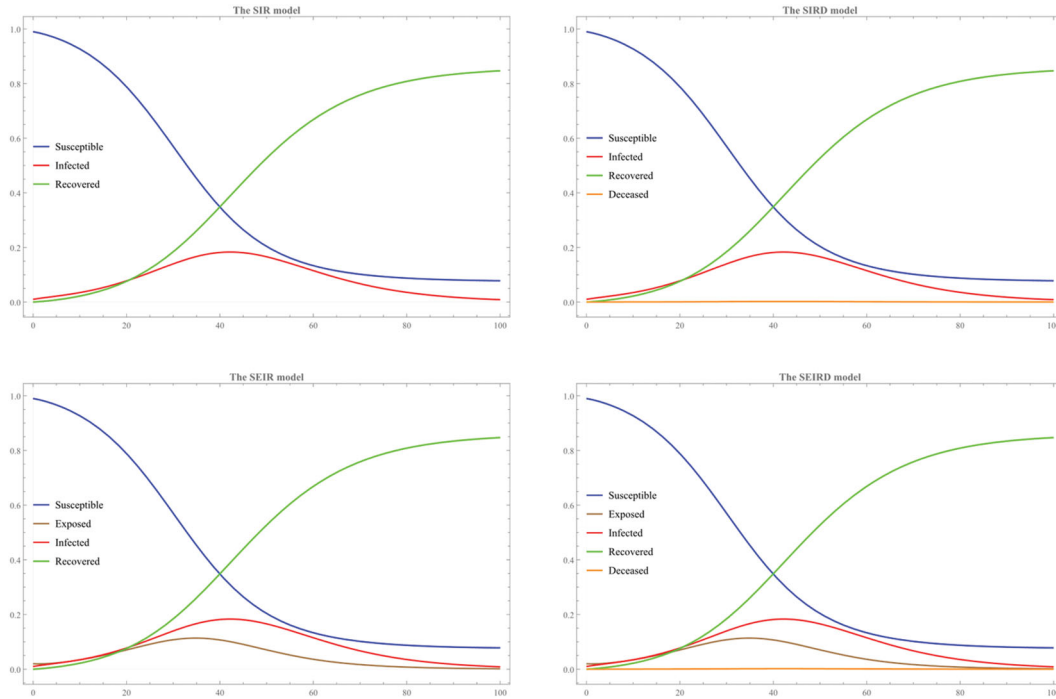 The SIR model
1.0
0.8
0.6
0.4
0.2
0.0
Susceptible
Infected
Recovered
0 20 40 60 80 100
The SIRD model
1.0
0.8
0.6
0.4
0.2
0.0
Susceptible
Infected
Recovered
Deceased
0 20 40 60 80 100
The SEIR model
1.0
0.8
0.6
0.4
0.2
0.0
Susceptible
Exposed
Infected
Recovered
0 20 40 60 80 100
The SEIRD model
1.0
0.8
0.6
0.4
0.2
0.0
Susceptible
Exposed
Infected
Recovered
Deceased
0 20 40 60 80